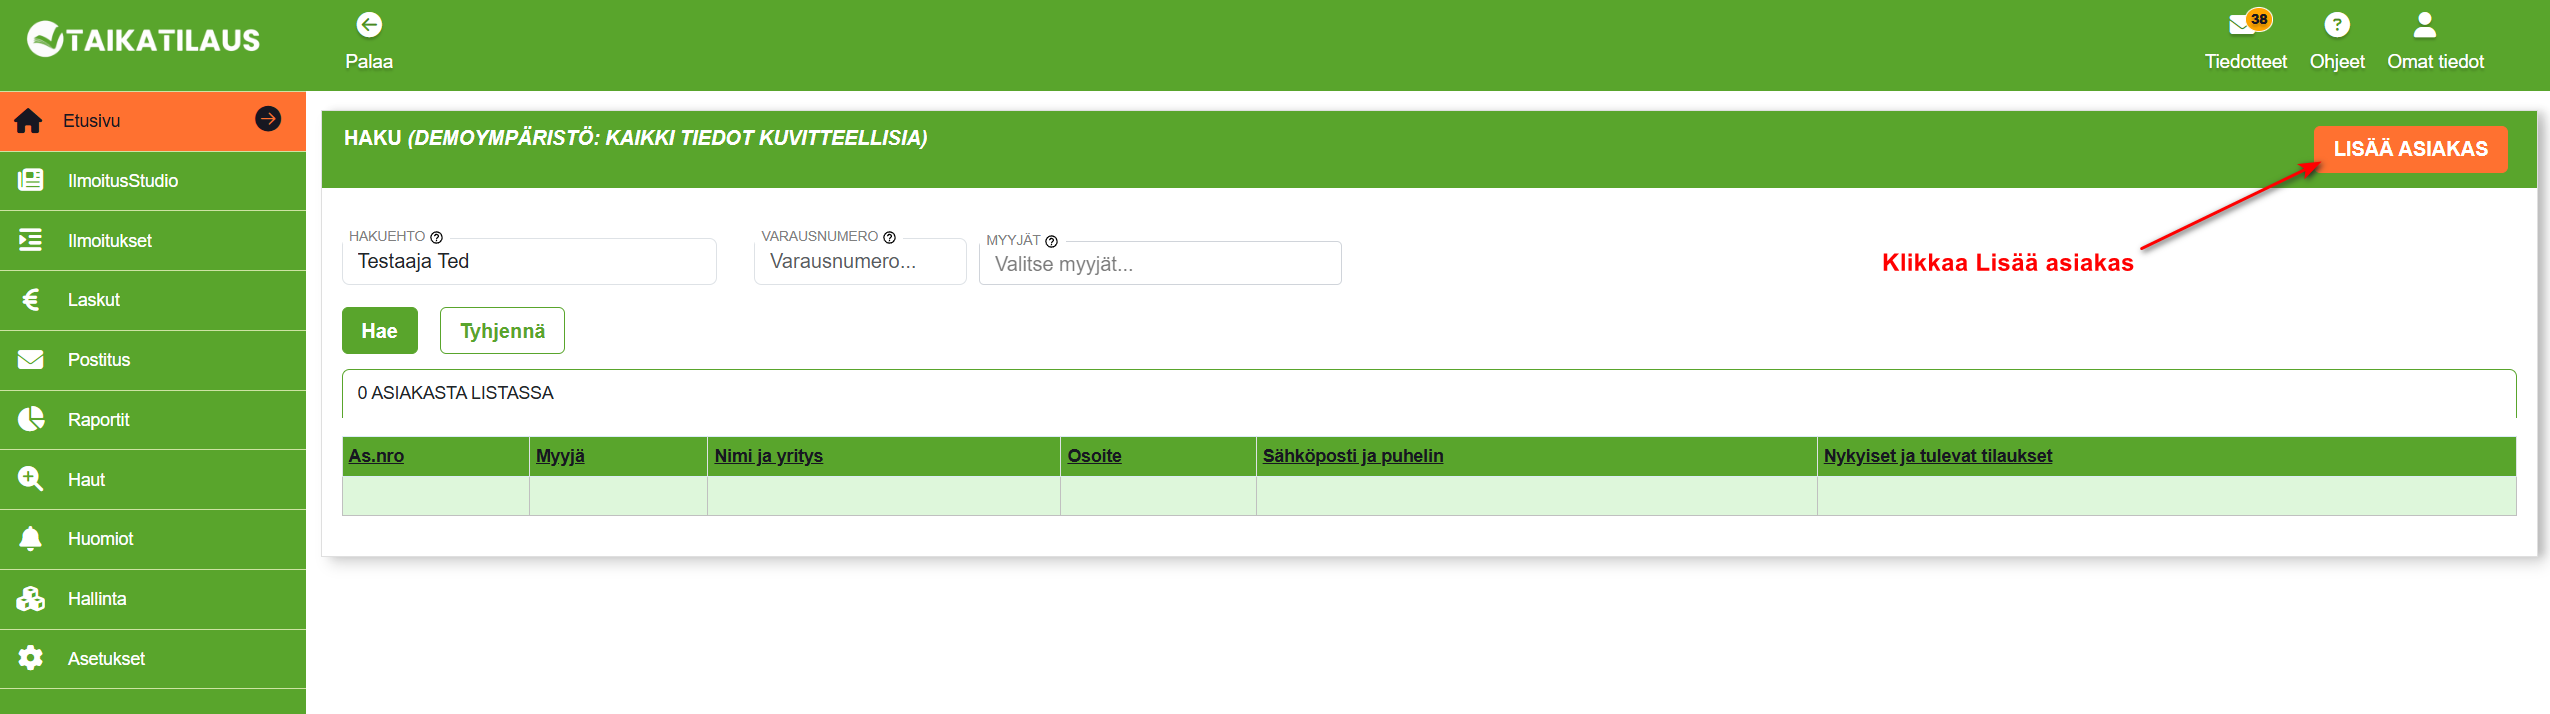 TAIKATILAUS
Palaa
38
Tiedotteet
Ohjeet
Omat tiedot
Etusivu
IlmoitusStudio
Ilmoitukset
Laskut
Postitus
Raportit
Haut
Huomiot
Hallinta
Asetukset
HAKU (DEMOYMPÄRISTÖ: KAIKKI TIEDOT KUVITTEELLISIA)
LISÄÄ ASIAKAS
Klikkaa Lisää asiakas
HAKUEHTO
Testaaja Ted
VARAUSNUMERO
Varausnumero...
MYYJÄT
Valitse myyjät...
Hae
Tyhjennä
0 ASIAKASTA LISTASSA
As.nro Myyjä Nimi ja yritys Osoite Sähköposti ja puhelin Nykyiset ja tulevat tilaukset